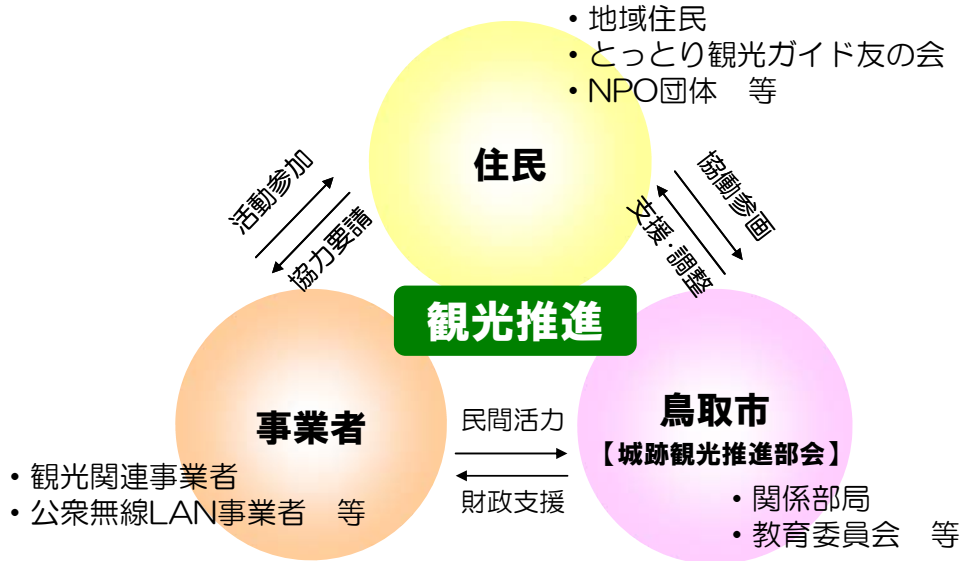 ・地域住民
・とっとり観光ガイド友の会
・NPO団体　等
住民
活動参加
協力要請
協働参画
支援・調整
観光推進
事業者
・観光関連事業者
・公衆無線LAN事業者　等
民間活力
財政支援
鳥取市
【城跡観光推進部会】
・関係部局
・教育委員会　等